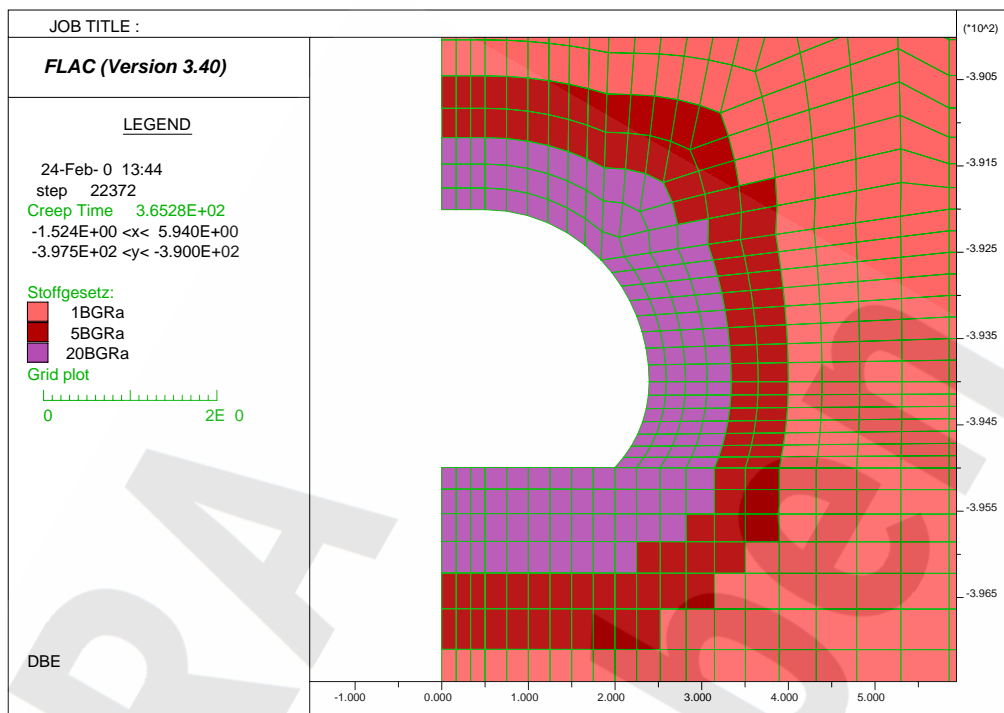 JOB TITLE :
FLAC (Version 3.40)
LEGEND
24-Feb- 0 13:44
step 22372
Creep Time 3.6528E+02
-1.524E+00 <x< 5.940E+00
-3.975E+02 <y< -3.900E+02
Stoffgesetz:
1BGRa
5BGRa
20BGRa
Grid plot
0 2E 0
DBE
(*10^2)
-3.905
-3.915
-3.925
-3.935
-3.945
-3.955
-3.965
-1.000 0.000 1.000 2.000 3.000 4.000 5.000